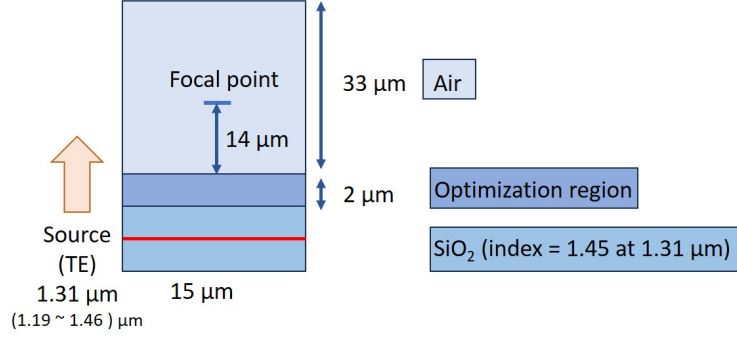 Focal point
33 μm
Air
14 μm
2 μm
Optimization region
Source
(TE)
1.31 μm
(1.19 ~ 1.46 ) μm
15 μm
SiO₂ (index = 1.45 at 1.31 μm)